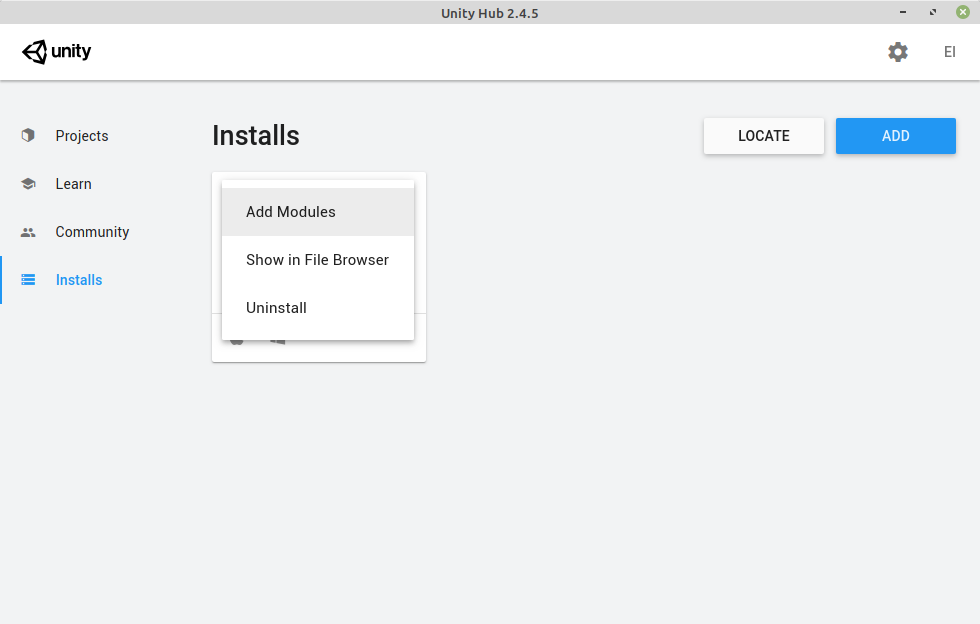 Unity Hub 2.4.5
unity
EI
Projects
Learn
Community
Installs
Installs
LOCATE
ADD
Add Modules
Show in File Browser
Uninstall